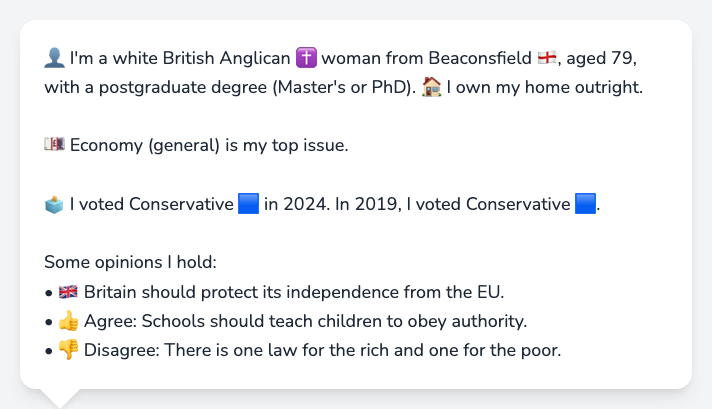 👤 I'm a white British Anglican ✝️ woman from Beaconsfield 🏴󠁧󠁢󠁥󠁮󠁧󠁿, aged 79,
with a postgraduate degree (Master's or PhD). 🏠 I own my home outright.
💷 Economy (general) is my top issue.
🗳️ I voted Conservative 🟦 in 2024. In 2019, I voted Conservative 🟦.
Some opinions I hold:
• 🇬🇧 Britain should protect its independence from the EU.
• 👍 Agree: Schools should teach children to obey authority.
• 👎 Disagree: There is one law for the rich and one for the poor.